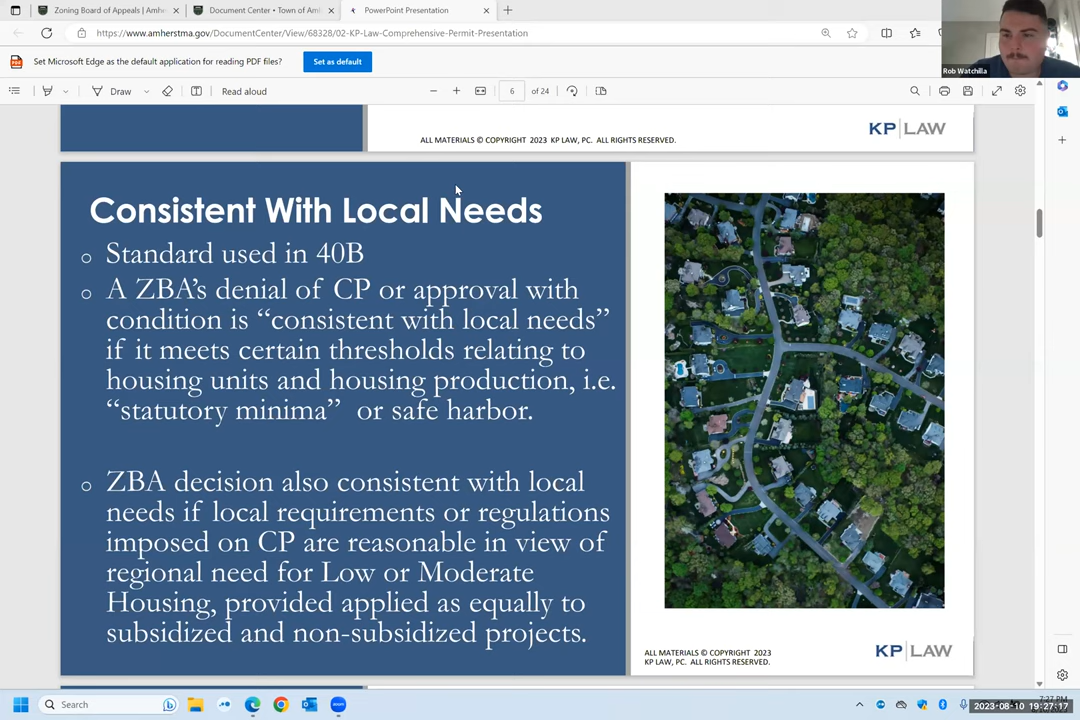 Zoning Board of Appeals | Amhe
Document Center • Town of Am
PowerPoint Presentation
https://www.amherstma.gov/DocumentCenter/View/68328/02-KP-Law-Comprehensive-Permit-Presentation
Set Microsoft Edge as the default application for reading PDF files?
Set as default
Rob Watchilla
Draw
Read aloud
6
of 24
ALL MATERIALS © COPYRIGHT 2023 KP LAW, PC. ALL RIGHTS RESERVED.
KP|LAW
Consistent With Local Needs
Standard used in 40B
A ZBA's denial of CP or approval with
condition is “consistent with local needs”
if it meets certain thresholds relating to
housing units and housing production, i.e.
“statutory minima” or safe harbor.
ZBA decision also consistent with local
needs if local requirements or regulations
imposed on CP are reasonable in view of
regional need for Low or Moderate
Housing, provided applied as equally to
subsidized and non-subsidized projects.
ALL MATERIALS © COPYRIGHT 2023
KP LAW, PC. ALL RIGHTS RESERVED.
KP|LAW
Search
7:27 PM
2023-08-10 19:27:17